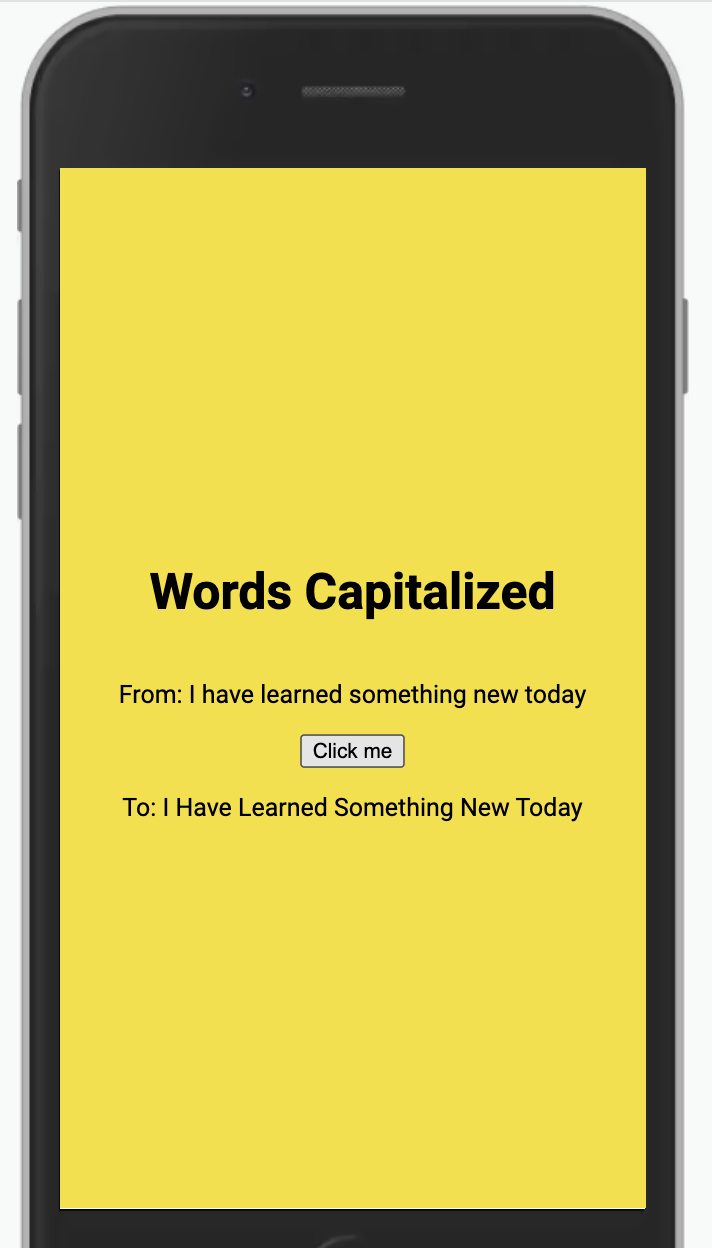 Words Capitalized
From: I have learned something new today
Click me
To: I Have Learned Something New Today